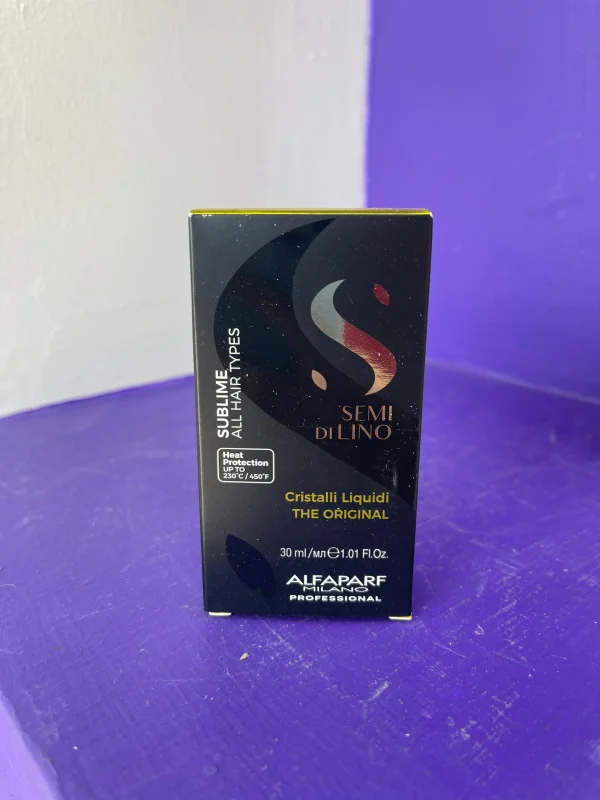 SUBLIME
ALL HAIR TYPES
Heat
Protection
UP TO
230°C / 450°F
SEMI
DI LINO
Cristalli Liquidi
THE ORIGINAL
30 ml/мл℮1.01 Fl.Oz.
ALFAPARF
MILANO
PROFESSIONAL